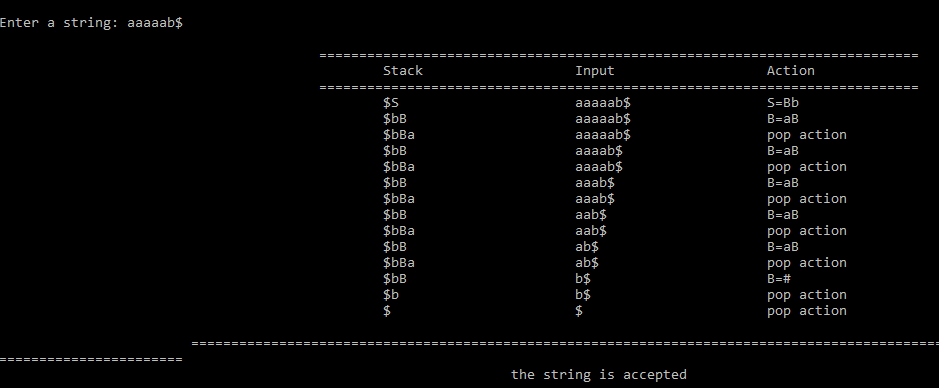 Enter a string: aaaaab$
===========================================================================
Stack Input Action
===========================================================================
$S aaaaab$ S=Bb
$bB aaaaab$ B=aB
$bBa aaaaab$ pop action
$bB aaaab$ B=aB
$bBa aaaab$ pop action
$bB aaab$ B=aB
$bBa aaab$ pop action
$bB aab$ B=aB
$bBa aab$ pop action
$bB ab$ B=aB
$bBa ab$ pop action
$bB b$ B=#
$b b$ pop action
$ $ pop action
==============================================================================================
=======================
the string is accepted